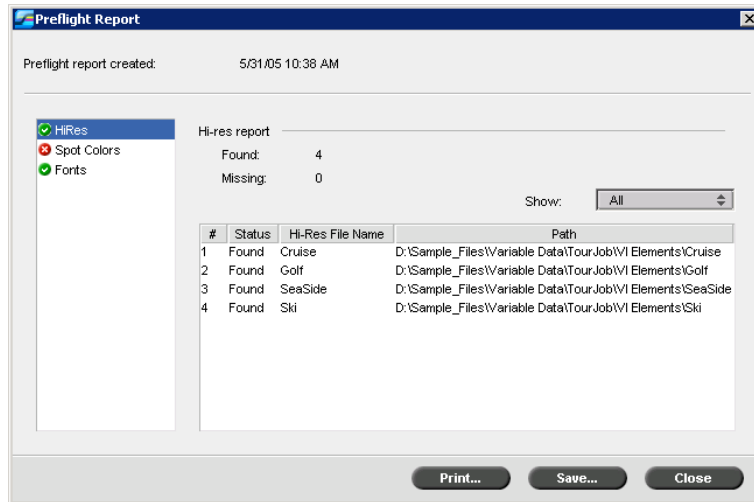 Preflight Report
Preflight report created: 5/31/05 10:38 AM
HiRes
Spot Colors
Fonts
Hi-res report
Found: 4
Missing: 0
Show: All
# Status Hi-Res File Name Path
1 Found Cruise D:\Sample_Files\Variable Data\TourJob\VI Elements\Cruise
2 Found Golf D:\Sample_Files\Variable Data\TourJob\VI Elements\Golf
3 Found SeaSide D:\Sample_Files\Variable Data\TourJob\VI Elements\SeaSide
4 Found Ski D:\Sample_Files\Variable Data\TourJob\VI Elements\Ski
Print... Save... Close